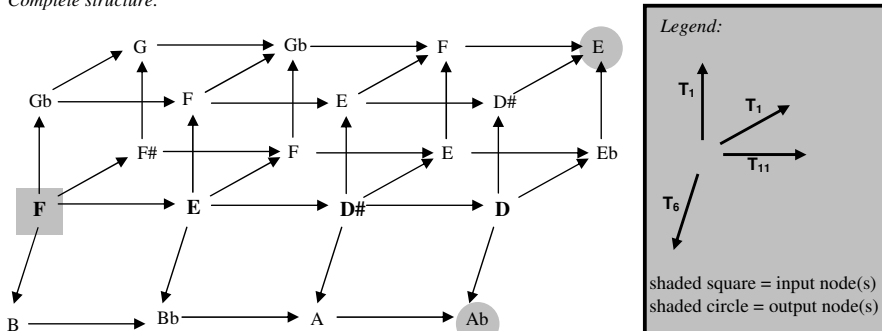 Complete structure:
G Gb F E
Gb F E D#
F# F E Eb
F E D# D
B Bb A Ab
Legend:
T1
T1
T11
T6
shaded square = input node(s)
shaded circle = output node(s)